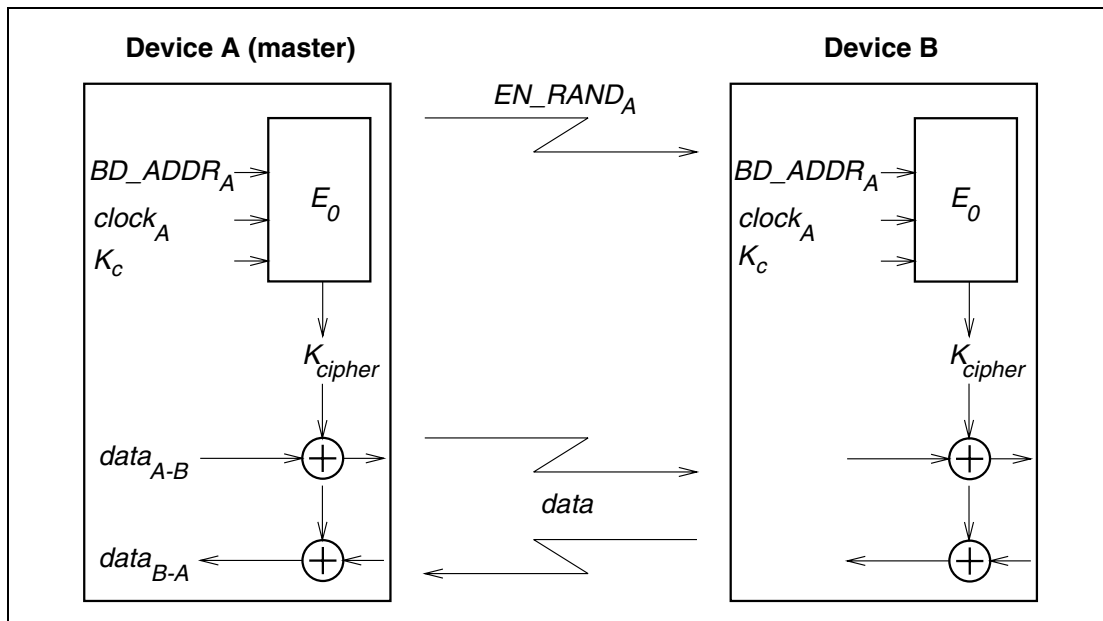 Device A (master)
Device B
EN_RAND_A
BD_ADDR_A
clock_A
K_c
E_0
BD_ADDR_A
clock_A
K_c
E_0
K_cipher
K_cipher
data_A-B
data
data_B-A